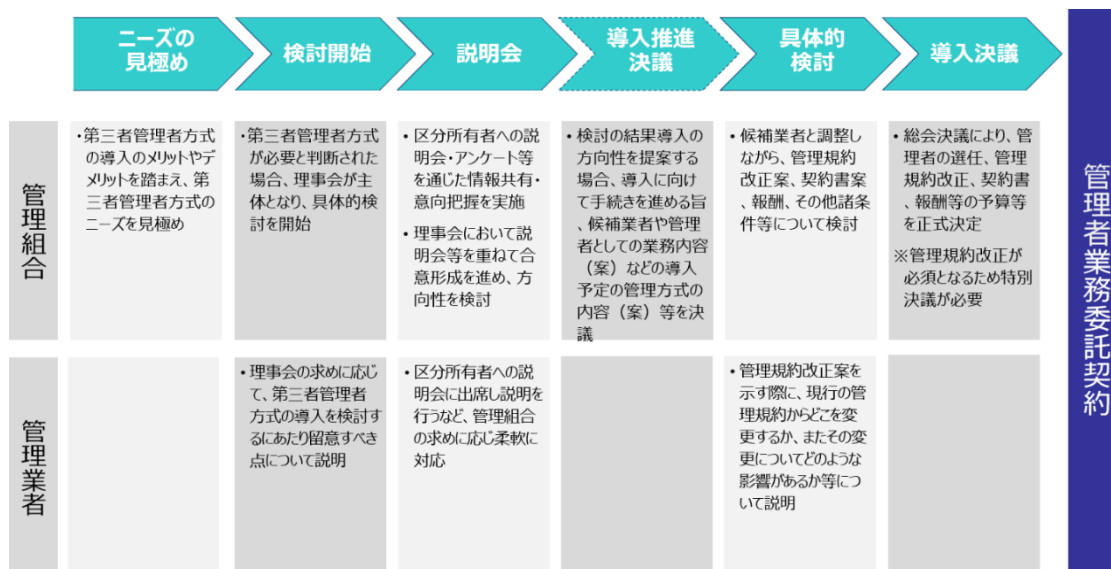 ニーズの
見極め
検討開始
説明会
導入推進
決議
具体的
検討
導入決議
管理組合
・第三者管理者方式
の導入のメリットやデ
メリットを踏まえ、第
三者管理者方式の
ニーズを見極め
・第三者管理者方式
が必要と判断された
場合、理事会が主
体となり、具体的検
討を開始
・区分所有者への説
明会・アンケート等
を通じた情報共有・
意向把握を実施
・理事会において説
明会等を重ねて合
意形成を進め、方
向性を検討
・検討の結果導入の
方向性を提案する
場合、導入に向け
て手続きを進める旨
、候補業者や管理
者としての業務内容
（案）などの導入
予定の管理方式の
内容（案）等を決
議
・候補業者と調整し
ながら、管理規約
改正案、契約書案
、報酬、その他諸条
件等について検討
・総会決議により、管
理者の選任、管理
規約改正、契約書
、報酬等の予算等
を正式決定
※管理規約改正が
必須となるため特別
決議が必要
管理業者
・理事会の求めに応じ
て、第三者管理者
方式の導入を検討す
るにあたり留意すべき
点について説明
・区分所有者への説
明会に出席し説明を
行うなど、管理組合
の求めに応じ柔軟に
対応
・管理規約改正案を
示す際に、現行の管
理規約からどこを変
更するか、またその変
更についてどのような
影響があるか等につ
いて説明
管理者業務委託契約